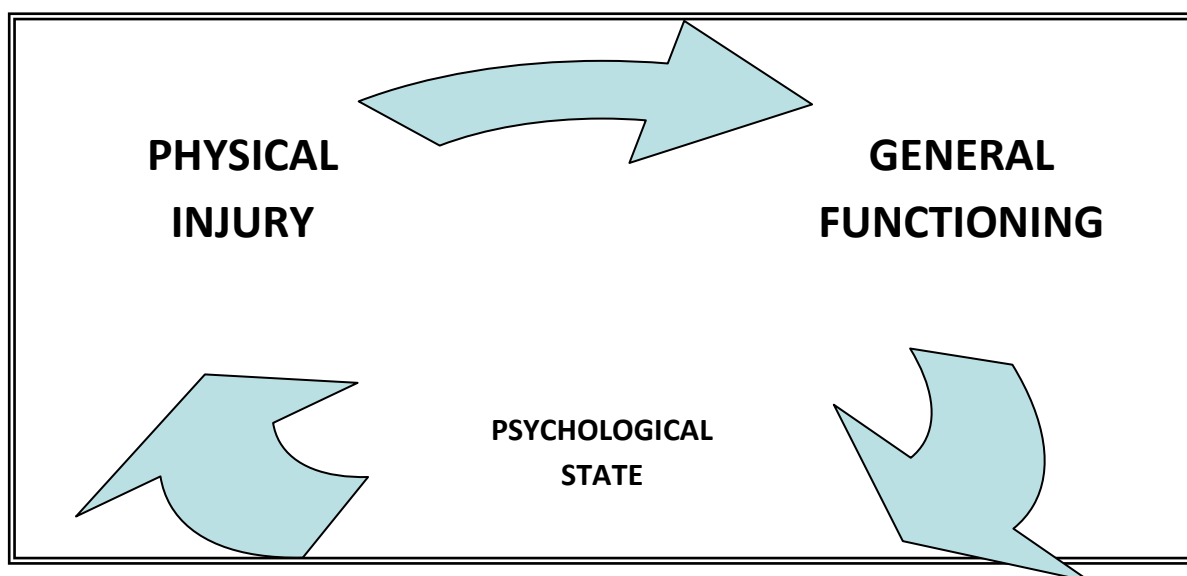 PHYSICAL
INJURY
GENERAL
FUNCTIONING
PSYCHOLOGICAL
STATE